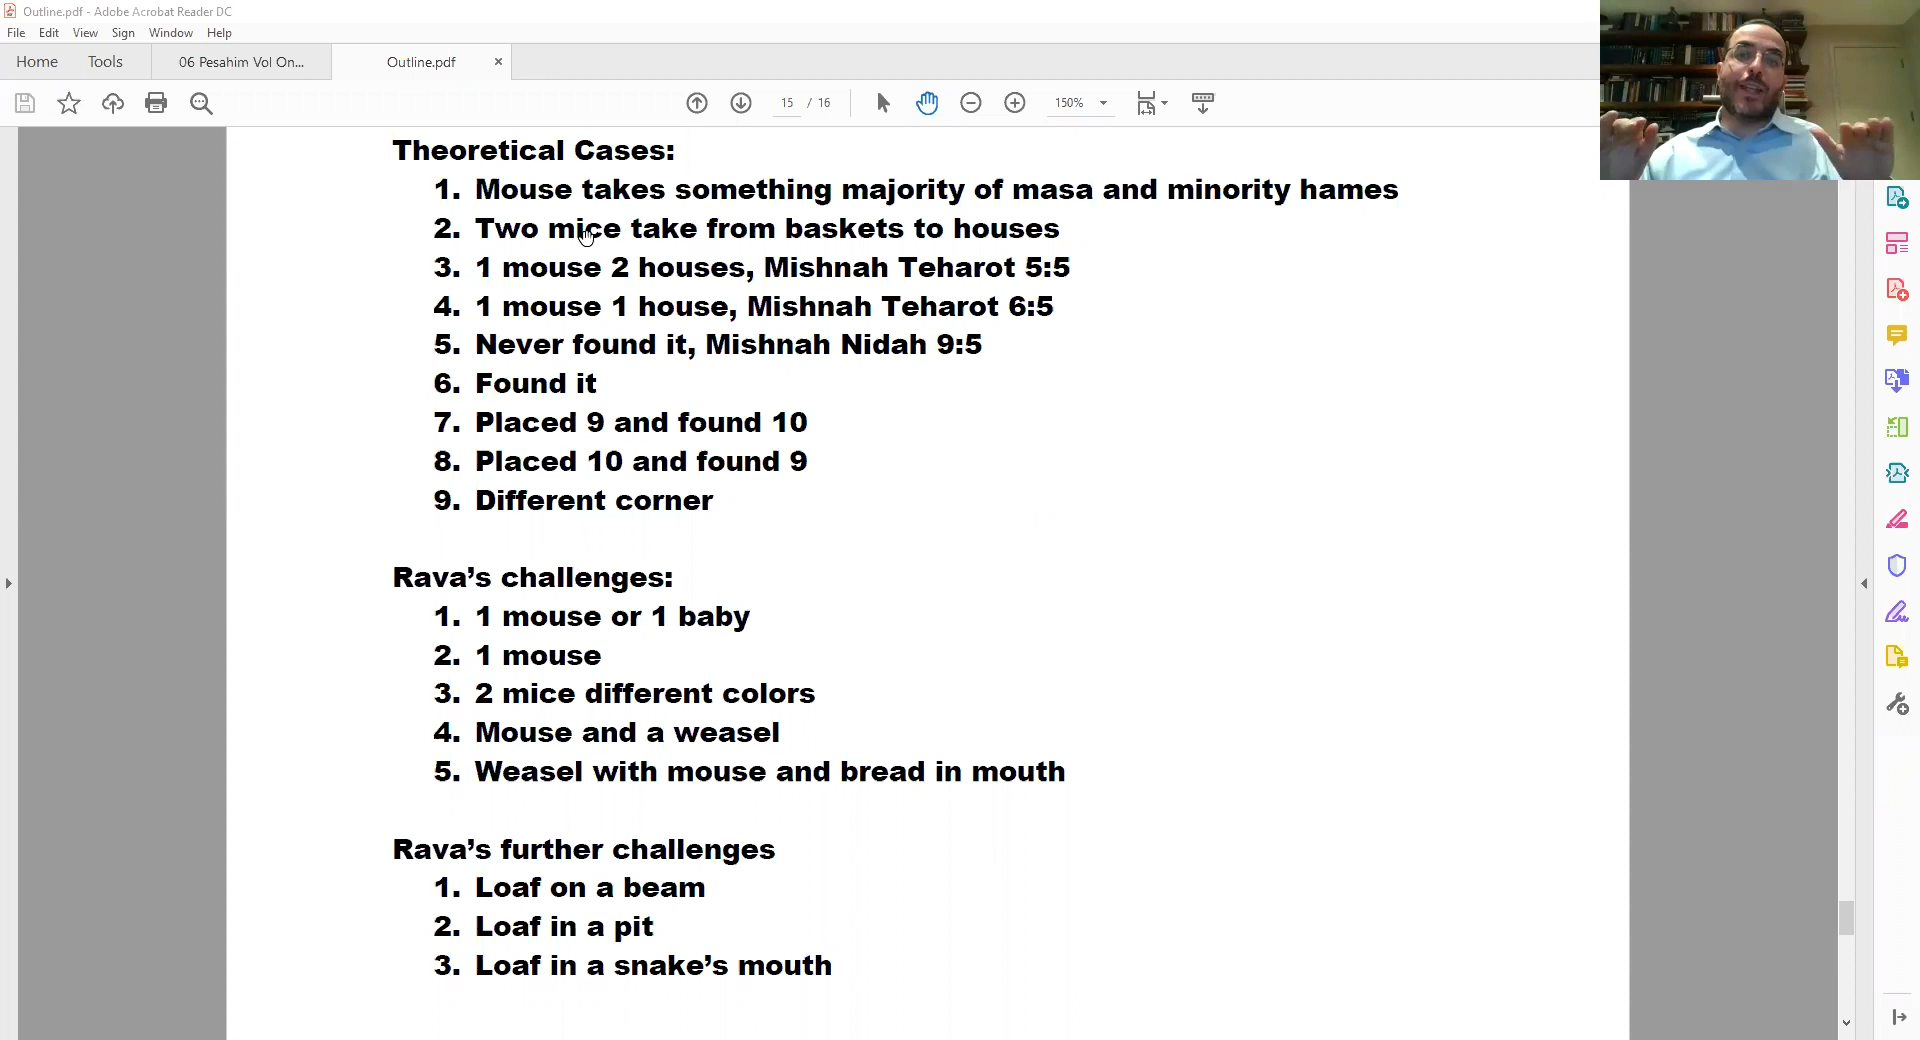 Outline.pdf - Adobe Acrobat Reader DC
File Edit View Sign Window Help
Home Tools 06 Pesahim Vol On... Outline.pdf ×
15 / 16 150%
Theoretical Cases:
1. Mouse takes something majority of masa and minority hames
2. Two mice take from baskets to houses
3. 1 mouse 2 houses, Mishnah Teharot 5:5
4. 1 mouse 1 house, Mishnah Teharot 6:5
5. Never found it, Mishnah Nidah 9:5
6. Found it
7. Placed 9 and found 10
8. Placed 10 and found 9
9. Different corner
Rava’s challenges:
1. 1 mouse or 1 baby
2. 1 mouse
3. 2 mice different colors
4. Mouse and a weasel
5. Weasel with mouse and bread in mouth
Rava’s further challenges
1. Loaf on a beam
2. Loaf in a pit
3. Loaf in a snake’s mouth